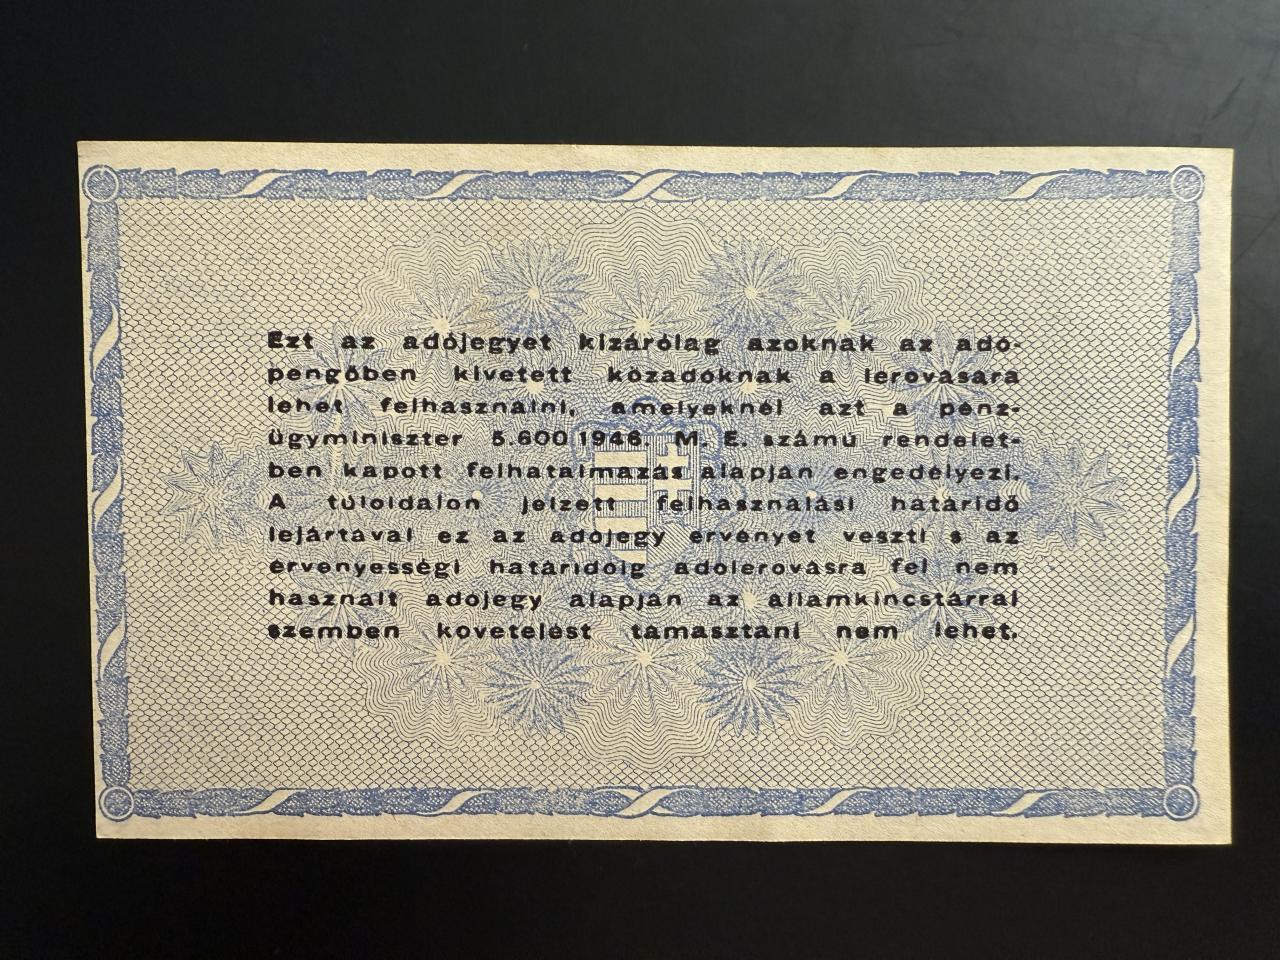 Ezt az adójegyet kizárólag azoknak az adó-
pengőben kivetett közadóknak a lerovására
lehet felhasználni, amelyeknél azt a pénz-
ügyminiszter 5.600 1946. M. E. számú rendelet-
ben kapott felhatalmazás alapján engedélyezi.
A túloldalon jelzett felhasználási határidő
lejártával ez az adójegy érvényét veszti s az
érvényességi határidőig adólerovásra fel nem
használt adójegy alapján az államkincstárral
szemben követelést támasztani nem lehet.